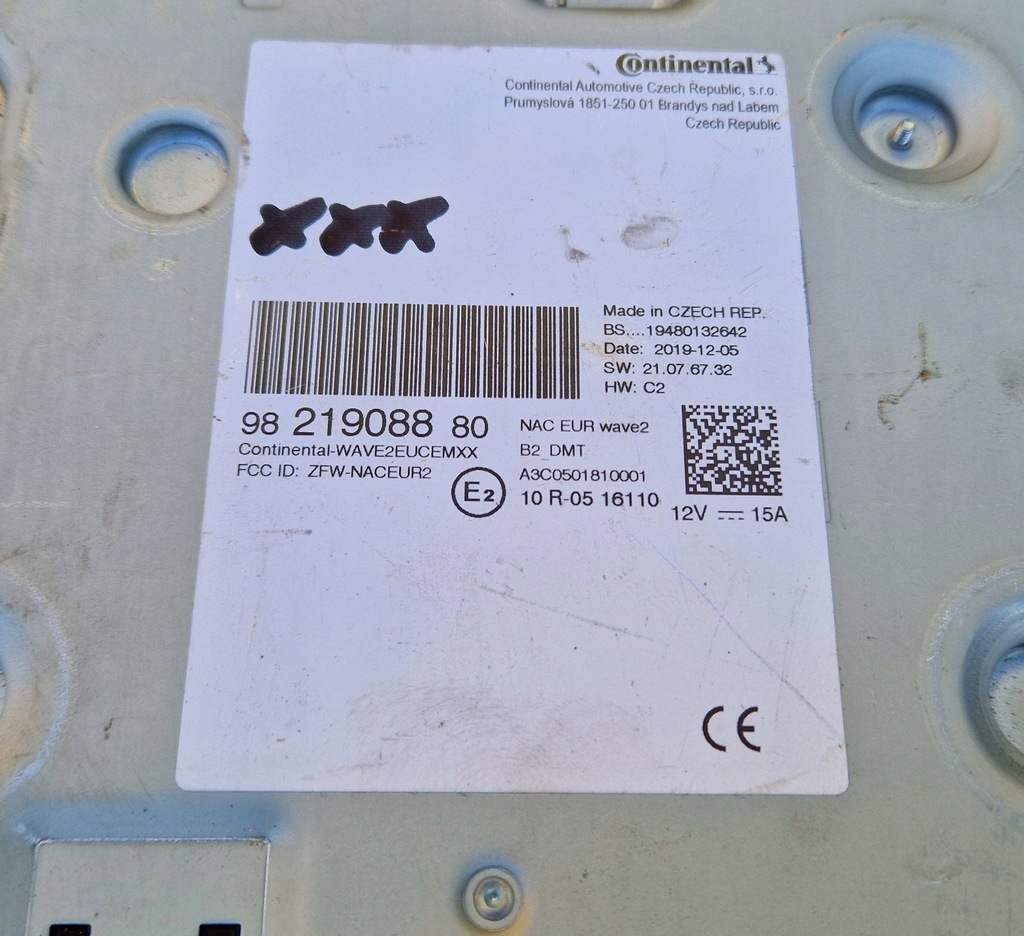 Continental
Continental Automotive Czech Republic, s.r.o.
Prumyslová 1851-250 01 Brandys nad Labem
Czech Republic
XXX
Made in CZECH REP.
BS....19480132642
Date: 2019-12-05
SW: 21.07.67.32
HW: C2
98 219088 80
Continental-WAVE2EUCEMXX
FCC ID: ZFW-NACEUR2
E2
NAC EUR wave2
B2_DMT
A3C0501810001
10 R-05 16110
12V ⎓ 15A
CE